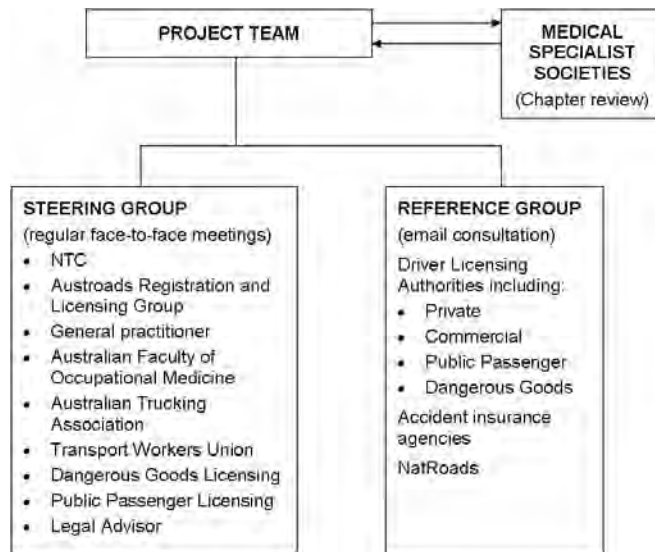 PROJECT TEAM
MEDICAL
SPECIALIST
SOCIETIES
(Chapter review)
STEERING GROUP
(regular face-to-face meetings)
• NTC
• Austroads Registration and
Licensing Group
• General practitioner
• Australian Faculty of
Occupational Medicine
• Australian Trucking
Association
• Transport Workers Union
• Dangerous Goods Licensing
• Public Passenger Licensing
• Legal Advisor
REFERENCE GROUP
(email consultation)
Driver Licensing
Authorities including:
• Private
• Commercial
• Public Passenger
• Dangerous Goods
Accident insurance
agencies
NatRoads